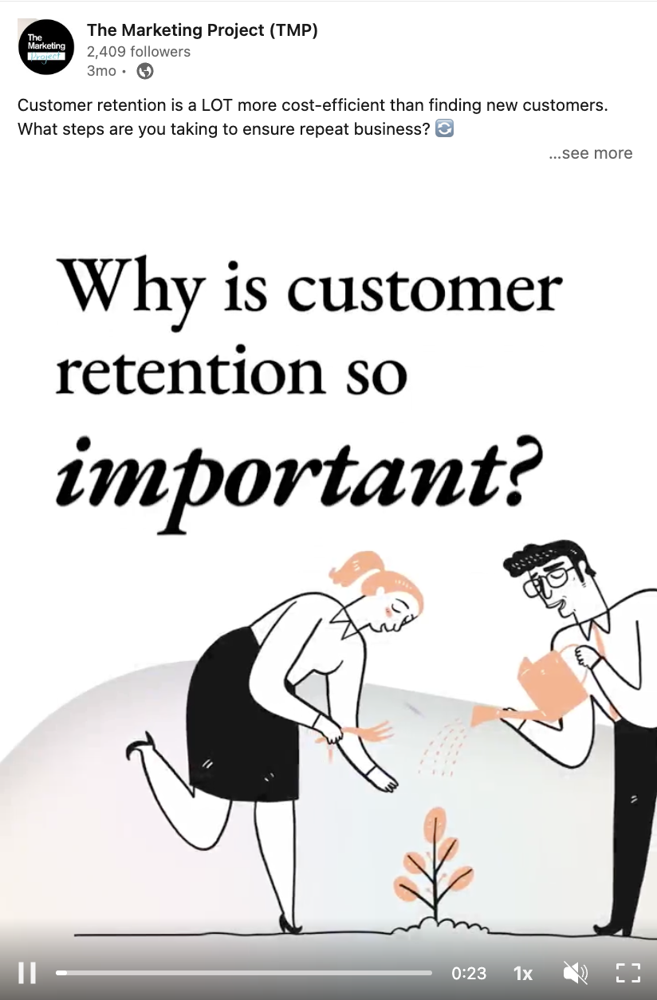 The
Marketing
Project
The Marketing Project (TMP)
2,409 followers
3mo •
Customer retention is a LOT more cost-efficient than finding new customers.
What steps are you taking to ensure repeat business? 🔄
...see more
Why is customer
retention so
important?
0:23 1x